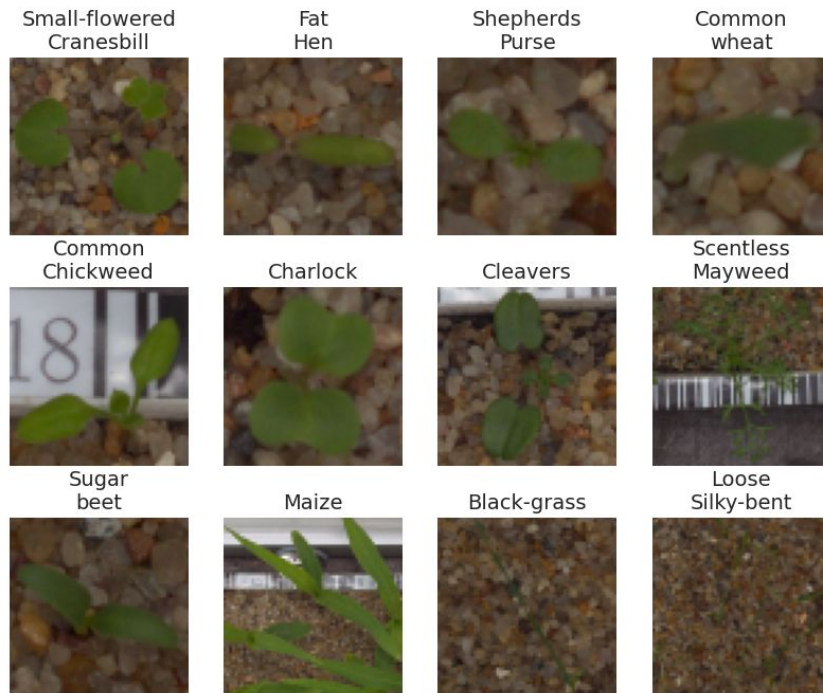 Small-flowered
Cranesbill
Fat
Hen
Shepherds
Purse
Common
wheat
Common
Chickweed
Charlock
Cleavers
Scentless
Mayweed
18
Sugar
beet
Maize
Black-grass
Loose
Silky-bent